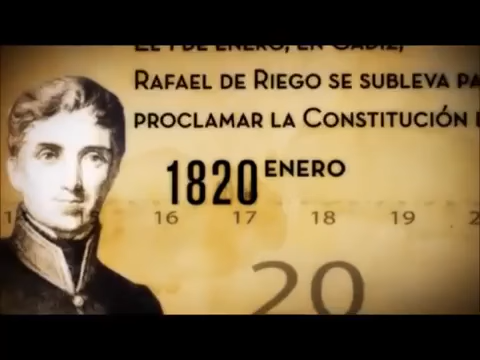 EL 1 DE ENERO, EN CÁDIZ,
RAFAEL DE RIEGO SE SUBLEVA
PROCLAMAR LA CONSTITUCIÓN
1820 ENERO
15 16 17 18 19
20